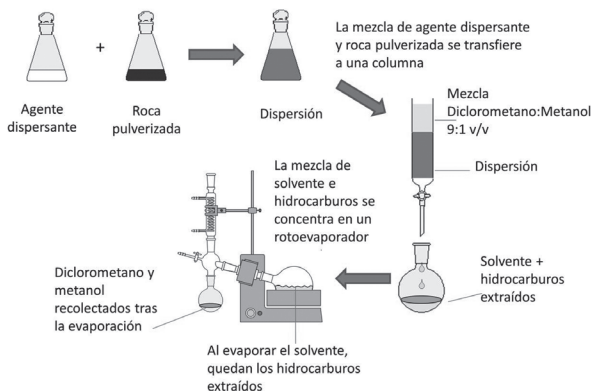 La mezcla de agente dispersante
y roca pulverizada se transfiere
a una columna
+
Agente
dispersante
Roca
pulverizada
Dispersión
Mezcla
Diclorometano:Metanol
9:1 v/v
Dispersión
La mezcla de
solvente e
hidrocarburos se
concentra en un
rotoevaporador
Solvente +
hidrocarburos
extraídos
Diclorometano y
metanol
recolectados tras
la evaporación
Al evaporar el solvente,
quedan los hidrocarburos
extraídos